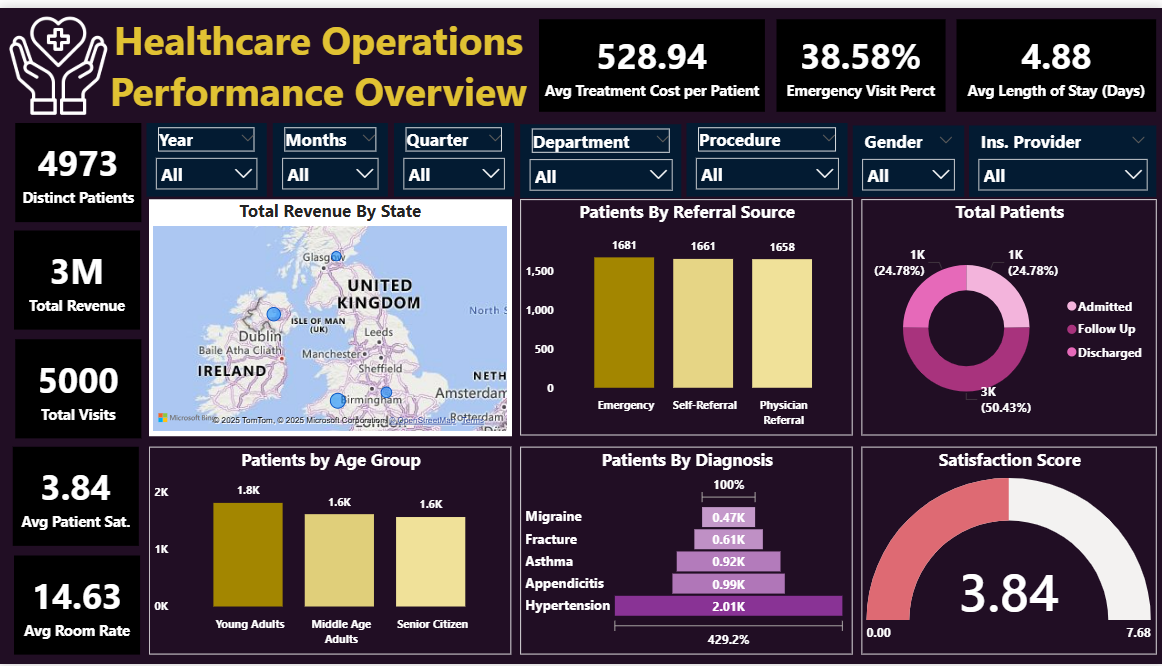 Healthcare Operations
Performance Overview
528.94
Avg Treatment Cost per Patient
38.58%
Emergency Visit Perct
4.88
Avg Length of Stay (Days)
4973
Distinct Patients
3M
Total Revenue
5000
Total Visits
3.84
Avg Patient Sat.
14.63
Avg Room Rate
Year
All
Months
All
Quarter
All
Department
All
Procedure
All
Gender
All
Ins. Provider
All
Total Revenue By State
Glasgow
UNITED
KINGDOM
North S
ISLE OF MAN
(UK)
Leeds
Dublin
Baile Átha Cliath
Manchester
IRELAND
Sheffield
NETH
Amsterdam
Birmingham
Rotterdam
London
Microsoft Bing
© 2025 TomTom, © 2025 Microsoft Corporation, © OpenStreetMap Terms
Patients By Referral Source
1681
1661
1658
1,500
1,000
500
0
Emergency
Self-Referral
Physician
Referral
Total Patients
1K
(24.78%)
1K
(24.78%)
3K
(50.43%)
Admitted
Follow Up
Discharged
Patients by Age Group
2K
1K
0K
1.8K
1.6K
1.6K
Young Adults
Middle Age
Adults
Senior Citizen
Patients By Diagnosis
100%
Migraine
0.47K
Fracture
0.61K
Asthma
0.92K
Appendicitis
0.99K
Hypertension
2.01K
429.2%
Satisfaction Score
3.84
0.00
7.68